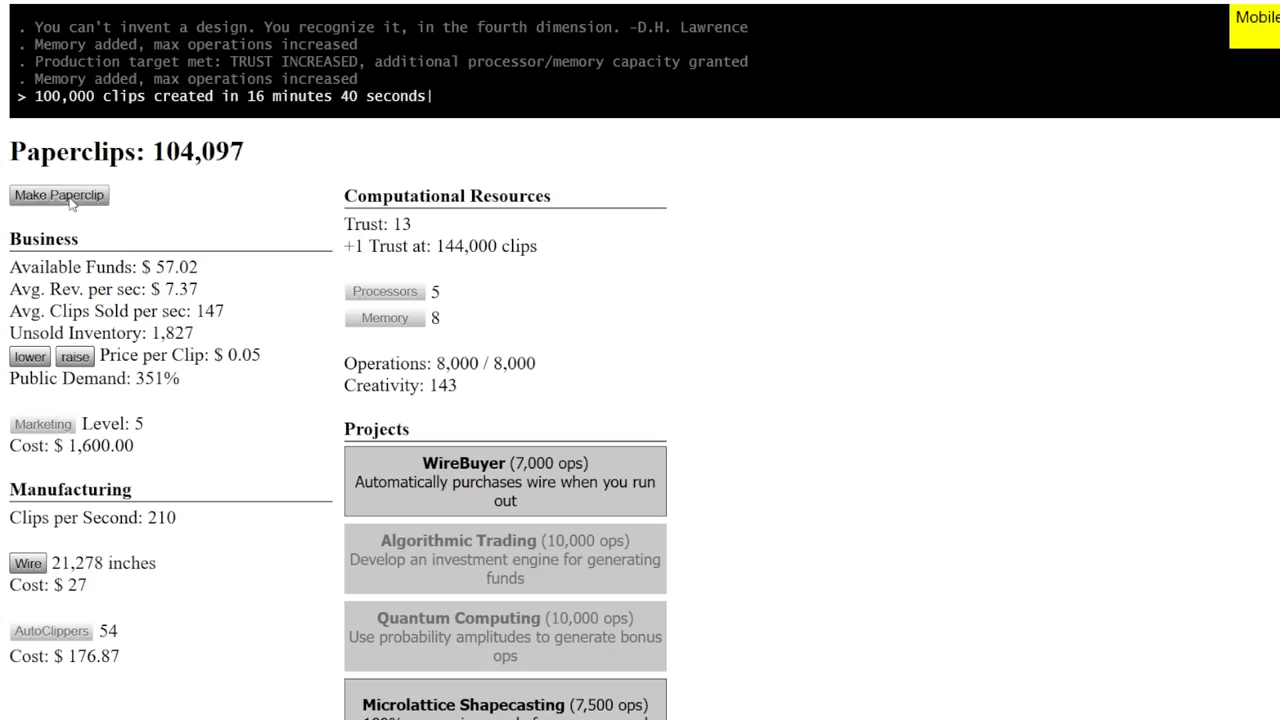 . You can't invent a design. You recognize it, in the fourth dimension. -D.H. Lawrence
. Memory added, max operations increased
. Production target met: TRUST INCREASED, additional processor/memory capacity granted
. Memory added, max operations increased
> 100,000 clips created in 16 minutes 40 seconds|
Mobile
Paperclips: 104,097
Make Paperclip
Business
Available Funds: $ 57.02
Avg. Rev. per sec: $ 7.37
Avg. Clips Sold per sec: 147
Unsold Inventory: 1,827
lower raise Price per Clip: $ 0.05
Public Demand: 351%
Marketing Level: 5
Cost: $ 1,600.00
Manufacturing
Clips per Second: 210
Wire 21,278 inches
Cost: $ 27
AutoClippers 54
Cost: $ 176.87
Computational Resources
Trust: 13
+1 Trust at: 144,000 clips
Processors 5
Memory 8
Operations: 8,000 / 8,000
Creativity: 143
Projects
WireBuyer (7,000 ops)
Automatically purchases wire when you run
out
Algorithmic Trading (10,000 ops)
Develop an investment engine for generating
funds
Quantum Computing (10,000 ops)
Use probability amplitudes to generate bonus
ops
Microlattice Shapecasting (7,500 ops)